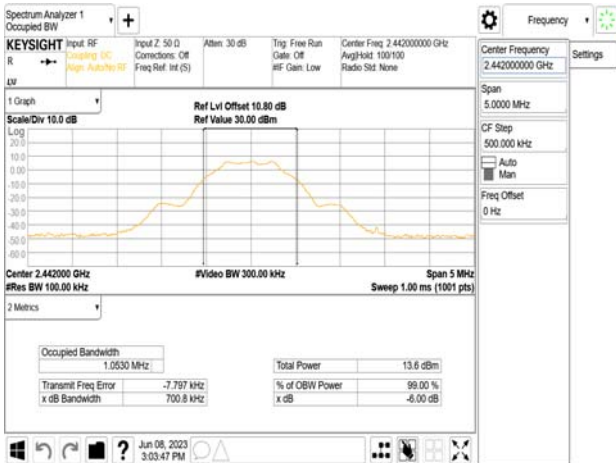 Spectrum Analyzer 1
Occupied BW
+
Frequency
KEYSIGHT
R
LXI
Input: RF
Coupling: DC
Align: Auto/No RF
Input Z: 50 Ω
Corrections: Off
Freq Ref: Int (S)
Atten: 30 dB
Trig: Free Run
Gate: Off
#IF Gain: Low
Center Freq: 2.442000000 GHz
Avg|Hold: 100/100
Radio Std: None
Center Frequency
2.442000000 GHz
Settings
Span
5.0000 MHz
CF Step
500.000 kHz
Auto
Man
Freq Offset
0 Hz
1 Graph
Scale/Div 10.0 dB
Ref Lvl Offset 10.80 dB
Ref Value 30.00 dBm
Log
20.0
10.0
0.00
-10.0
-20.0
-30.0
-40.0
-50.0
-60.0
Center 2.442000 GHz
#Res BW 100.00 kHz
#Video BW 300.00 kHz
Span 5 MHz
Sweep 1.00 ms (1001 pts)
2 Metrics
Occupied Bandwidth
1.0530 MHz
Total Power 13.6 dBm
Transmit Freq Error -7.797 kHz
% of OBW Power 99.00 %
x dB Bandwidth 700.8 kHz
x dB -6.00 dB
?
Jun 08, 2023
3:03:47 PM